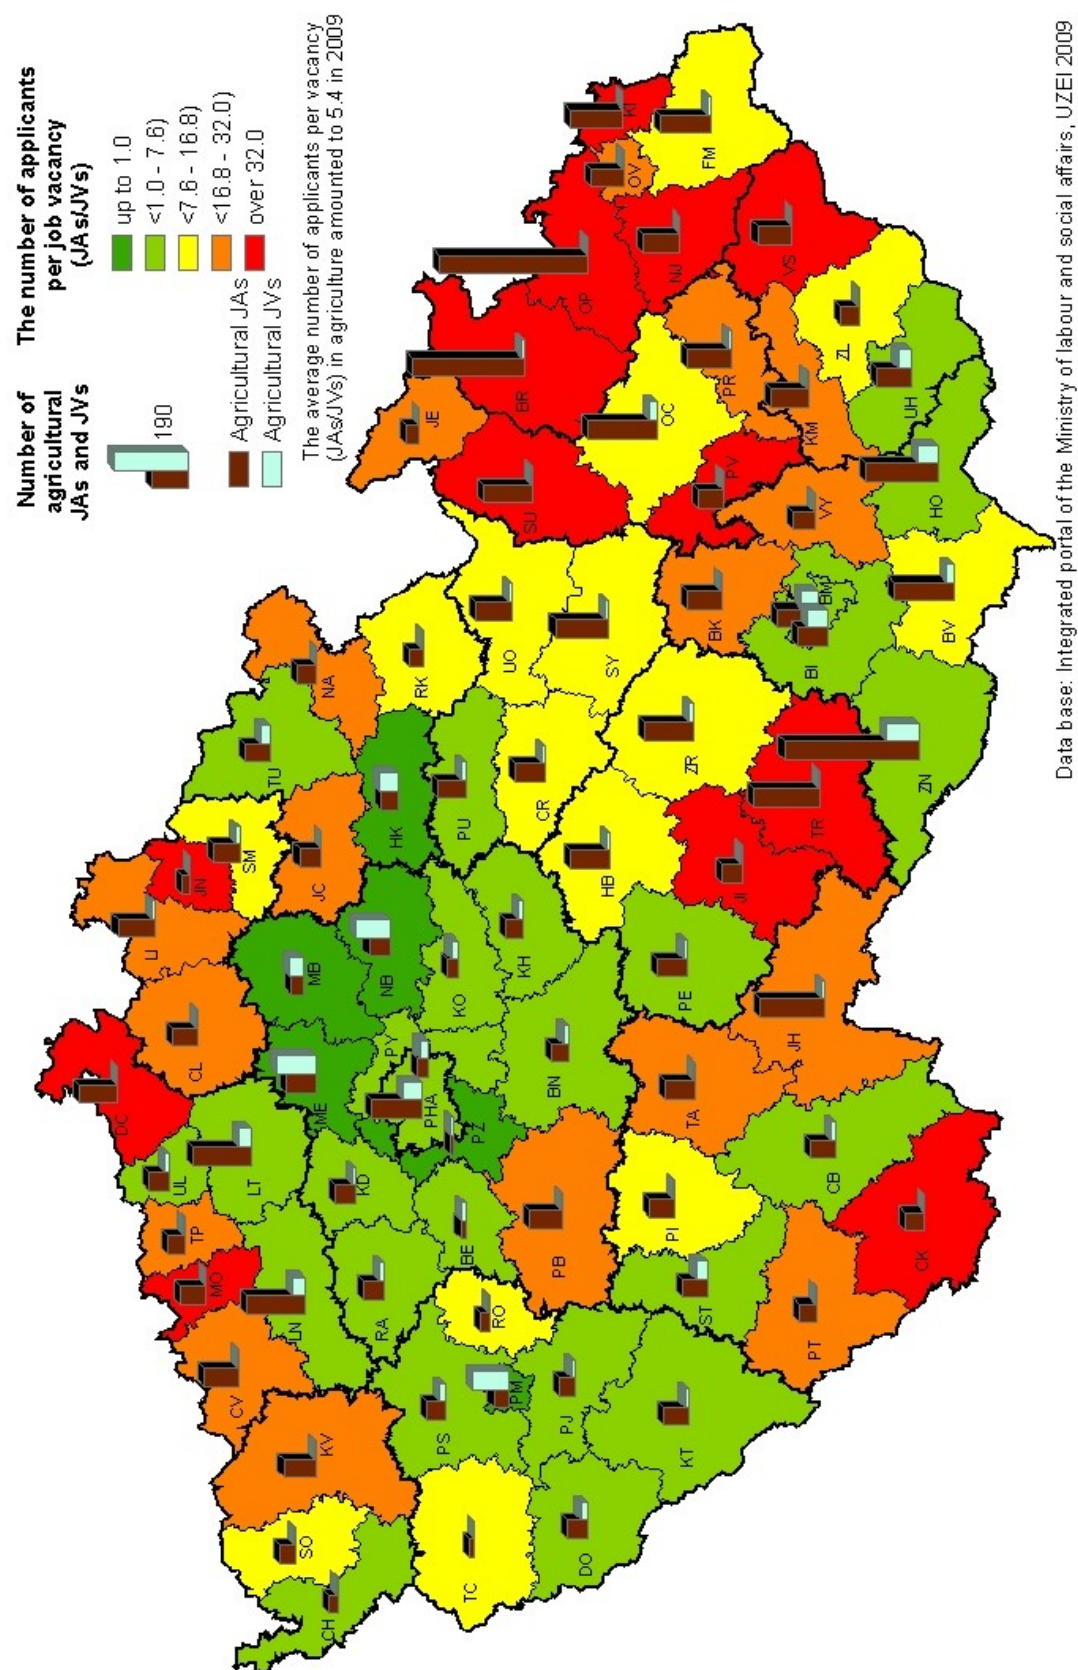 Number of
agricultural
JAs and JVs
190
Agricultural JAs
Agricultural JVs
The number of applicants
per job vacancy
(JAs/JVs)
up to 1.0
<1.0 - 7.6)
<7.6 - 16.8)
<16.8 - 32.0)
over 32.0
The average number of applicants per vacancy
(JAs/JVs) in agriculture amounted to 5.4 in 2009
DC
LI
JN
SM
TU
NA
CL
JC
UL
TP
MO
LT
LN
CV
KV
SO
CH
ME
MB
HK
RK
JE
KD
RA
NB
PY
PHA
PZ
KO
PU
UO
SU
BR
OP
OV
KI
FM
NJ
BE
RO
PS
PM
TC
KH
CR
SY
OC
PR
VS
BN
PB
PJ
DO
KT
HB
ZR
BK
PV
KM
ZL
PI
ST
TA
PE
JI
TR
BI
BM
VY
UH
HO
BV
ZN
JH
CB
CK
PT
Data base: Integrated portal of the Ministry of labour and social affairs, UZEI 2009